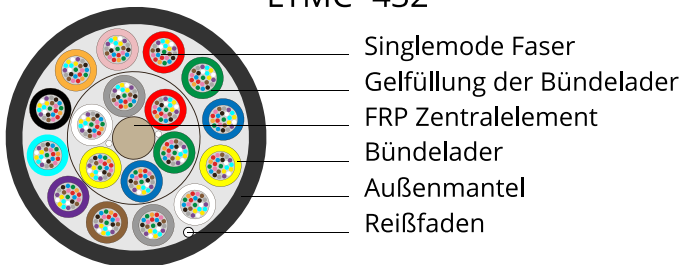 Singlemode Faser
Gelfüllung der Bündelader
FRP Zentralelement
Bündelader
Außenmantel
Reißfaden